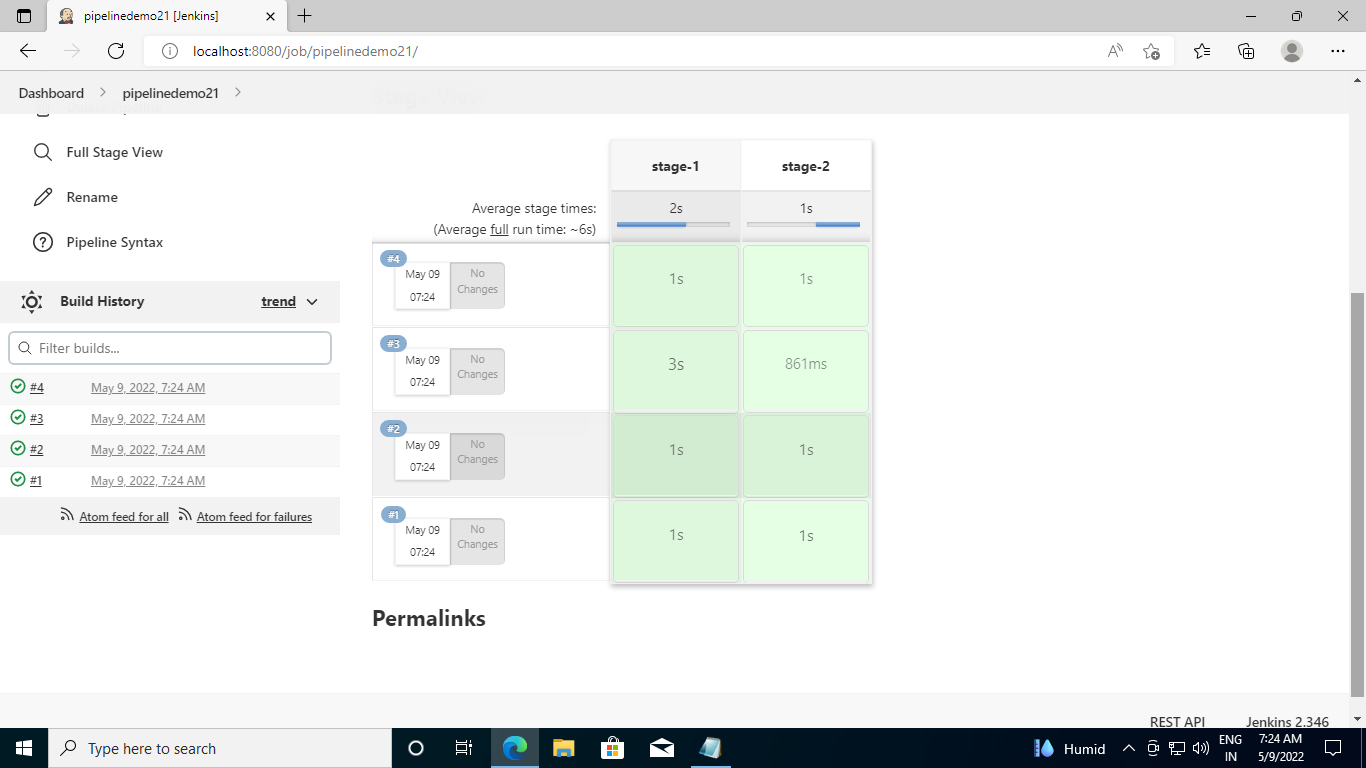 pipelinedemo21 [Jenkins]
localhost:8080/job/pipelinedemo21/
Dashboard
pipelinedemo21
Stage View
Full Stage View
Rename
Pipeline Syntax
Build History
trend
Filter builds...
#4 May 9, 2022, 7:24 AM
#3 May 9, 2022, 7:24 AM
#2 May 9, 2022, 7:24 AM
#1 May 9, 2022, 7:24 AM
Atom feed for all Atom feed for failures
stage-1 stage-2
Average stage times: 2s 1s
(Average full run time: ~6s)
#4
May 09
07:24
No
Changes
1s 1s
#3
May 09
07:24
No
Changes
3s 861ms
#2
May 09
07:24
No
Changes
1s 1s
#1
May 09
07:24
No
Changes
1s 1s
Permalinks
REST API Jenkins 2.346
Type here to search
Humid
ENG
IN
7:24 AM
5/9/2022